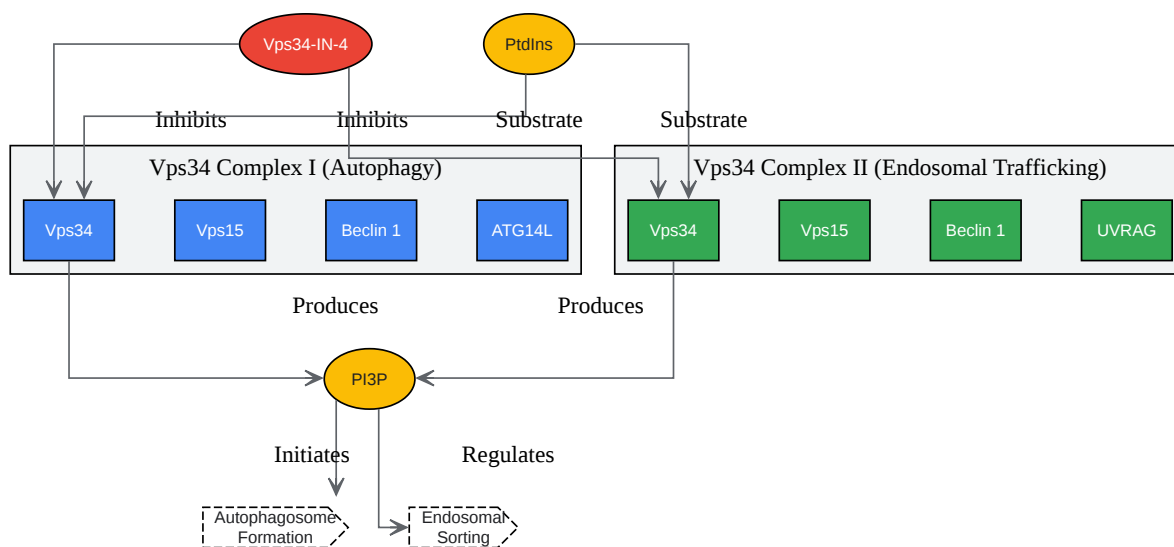 Vps34-IN-4
PtdIns
Inhibits
Inhibits
Substrate
Substrate
Vps34 Complex I (Autophagy)
Vps34
Vps15
Beclin 1
ATG14L
Vps34 Complex II (Endosomal Trafficking)
Vps34
Vps15
Beclin 1
UVRAG
Produces
Produces
PI3P
Initiates
Regulates
Autophagosome
Formation
Endosomal
Sorting